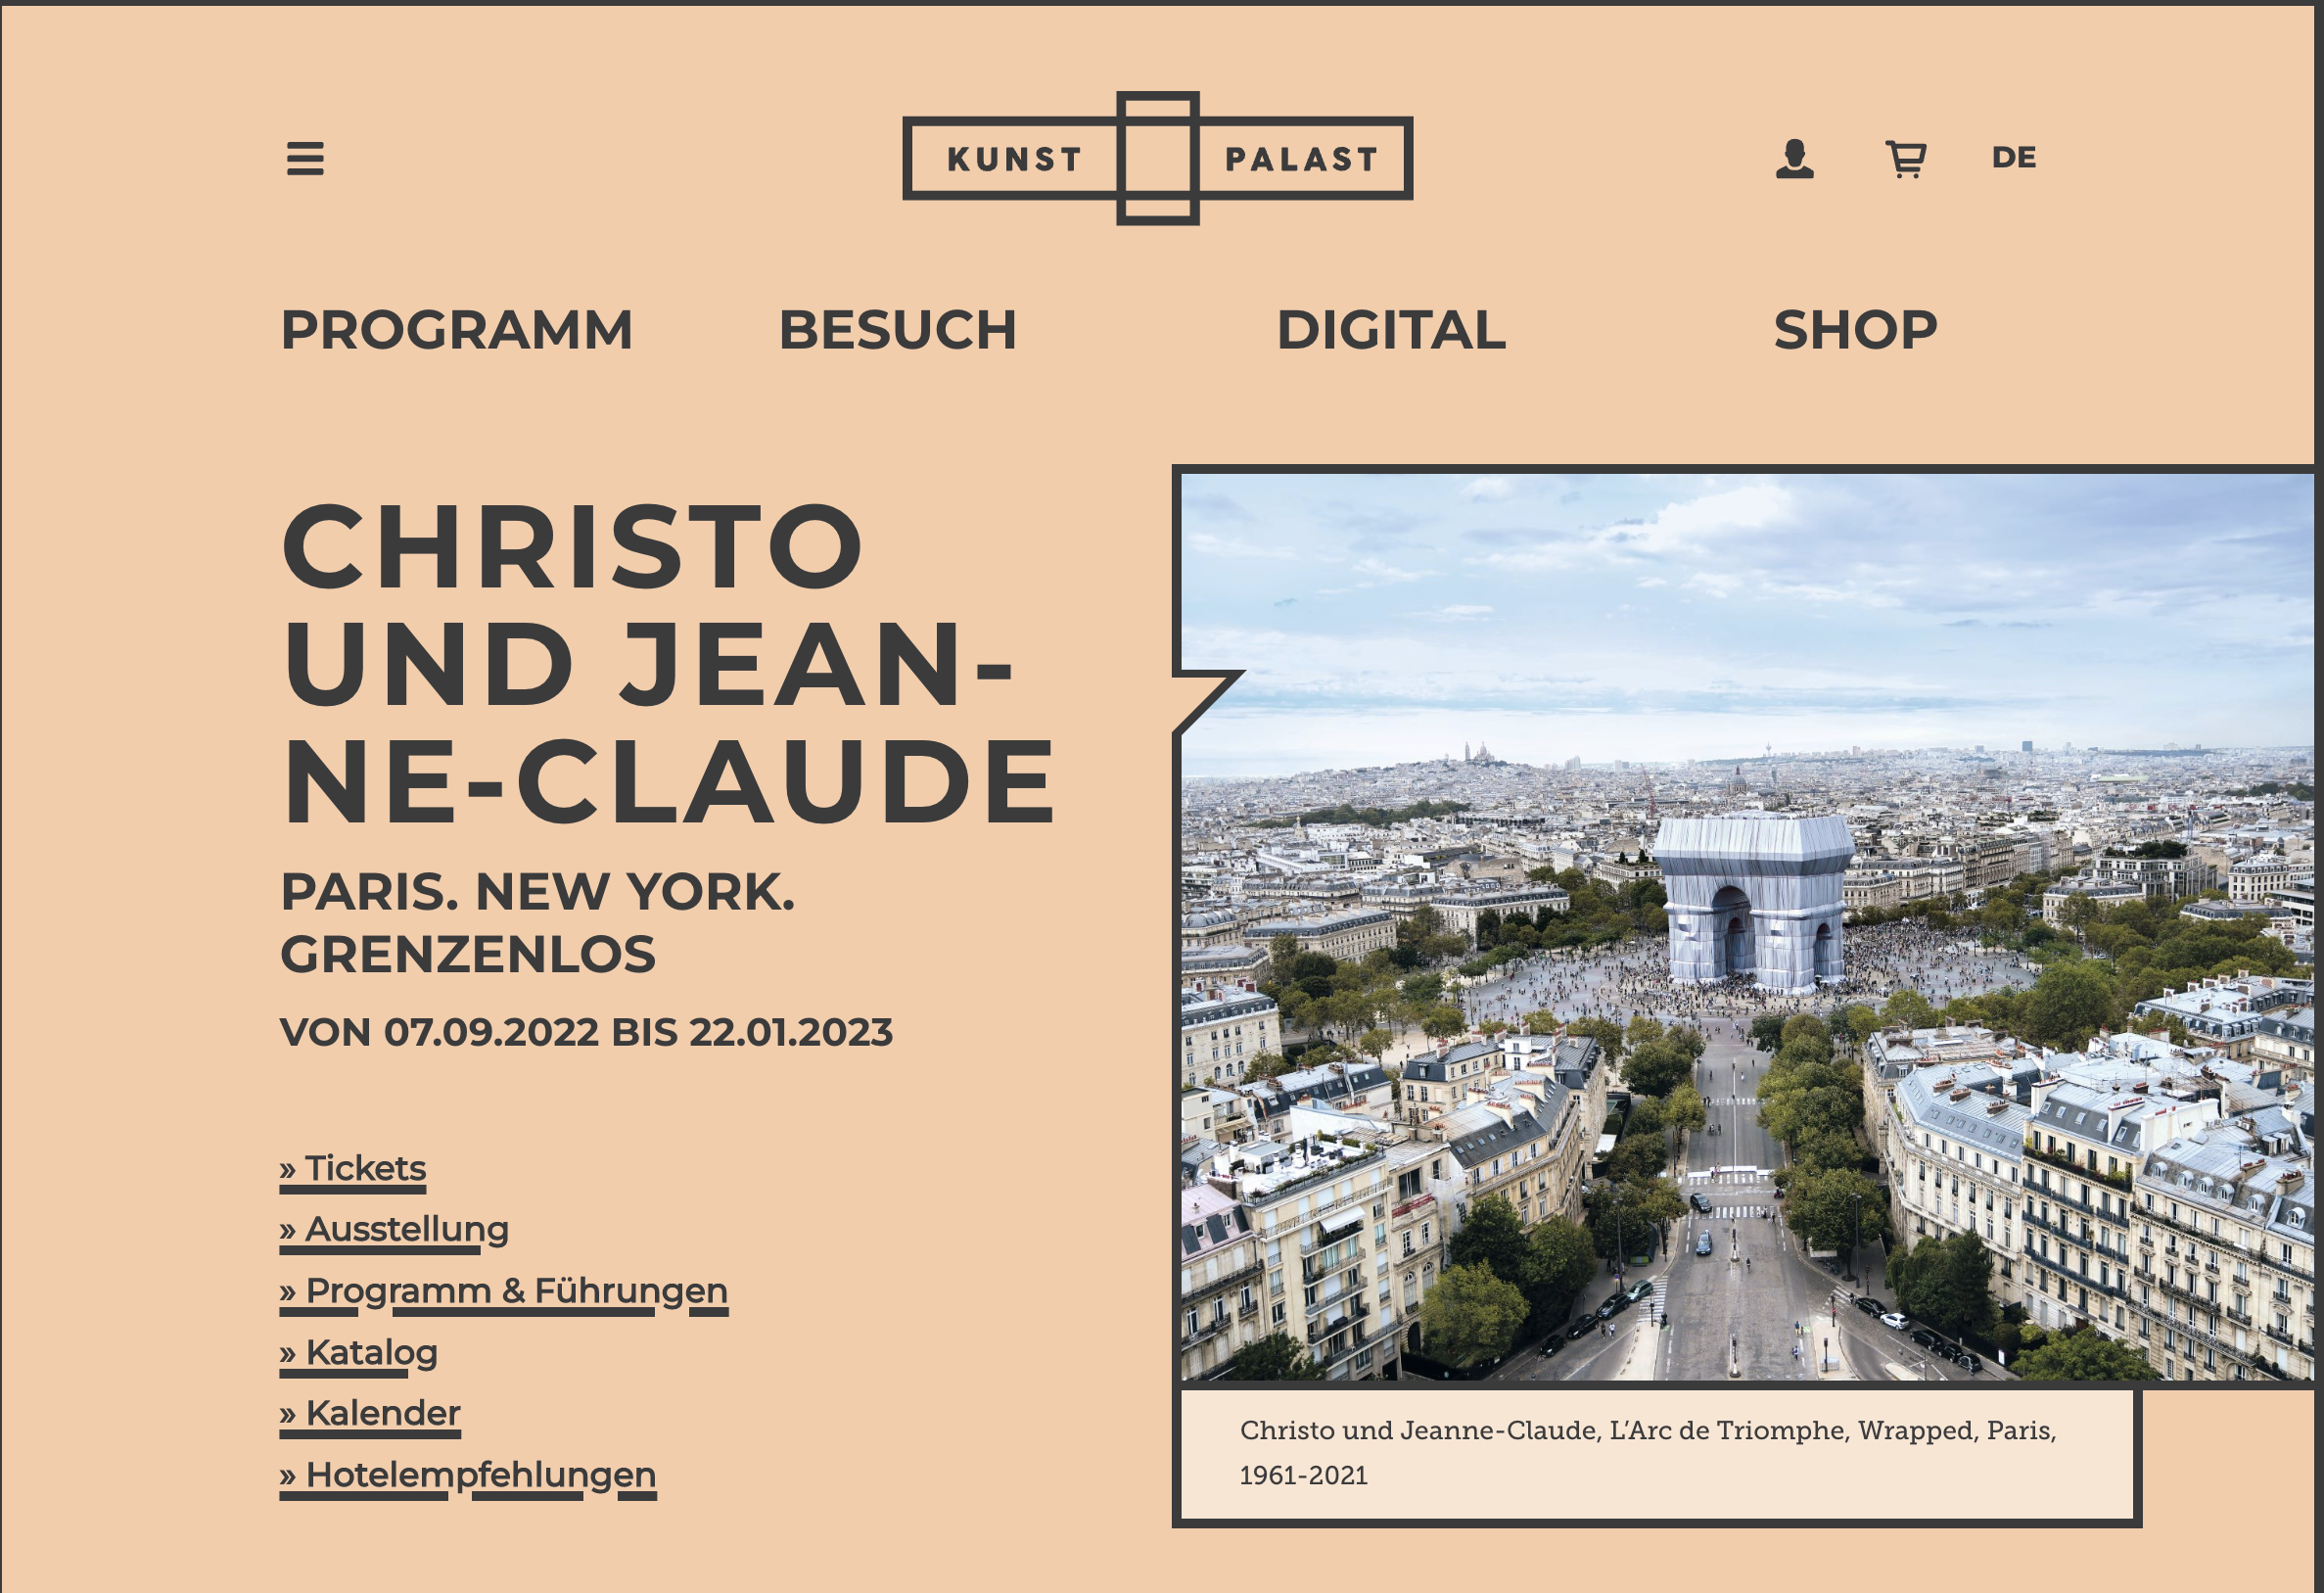 KUNST PALAST
DE
PROGRAMM BESUCH DIGITAL SHOP
CHRISTO
UND JEAN-
NE-CLAUDE
PARIS. NEW YORK.
GRENZENLOS
VON 07.09.2022 BIS 22.01.2023
» Tickets
» Ausstellung
» Programm & Führungen
» Katalog
» Kalender
» Hotelempfehlungen
Christo und Jeanne-Claude, L’Arc de Triomphe, Wrapped, Paris,
1961-2021